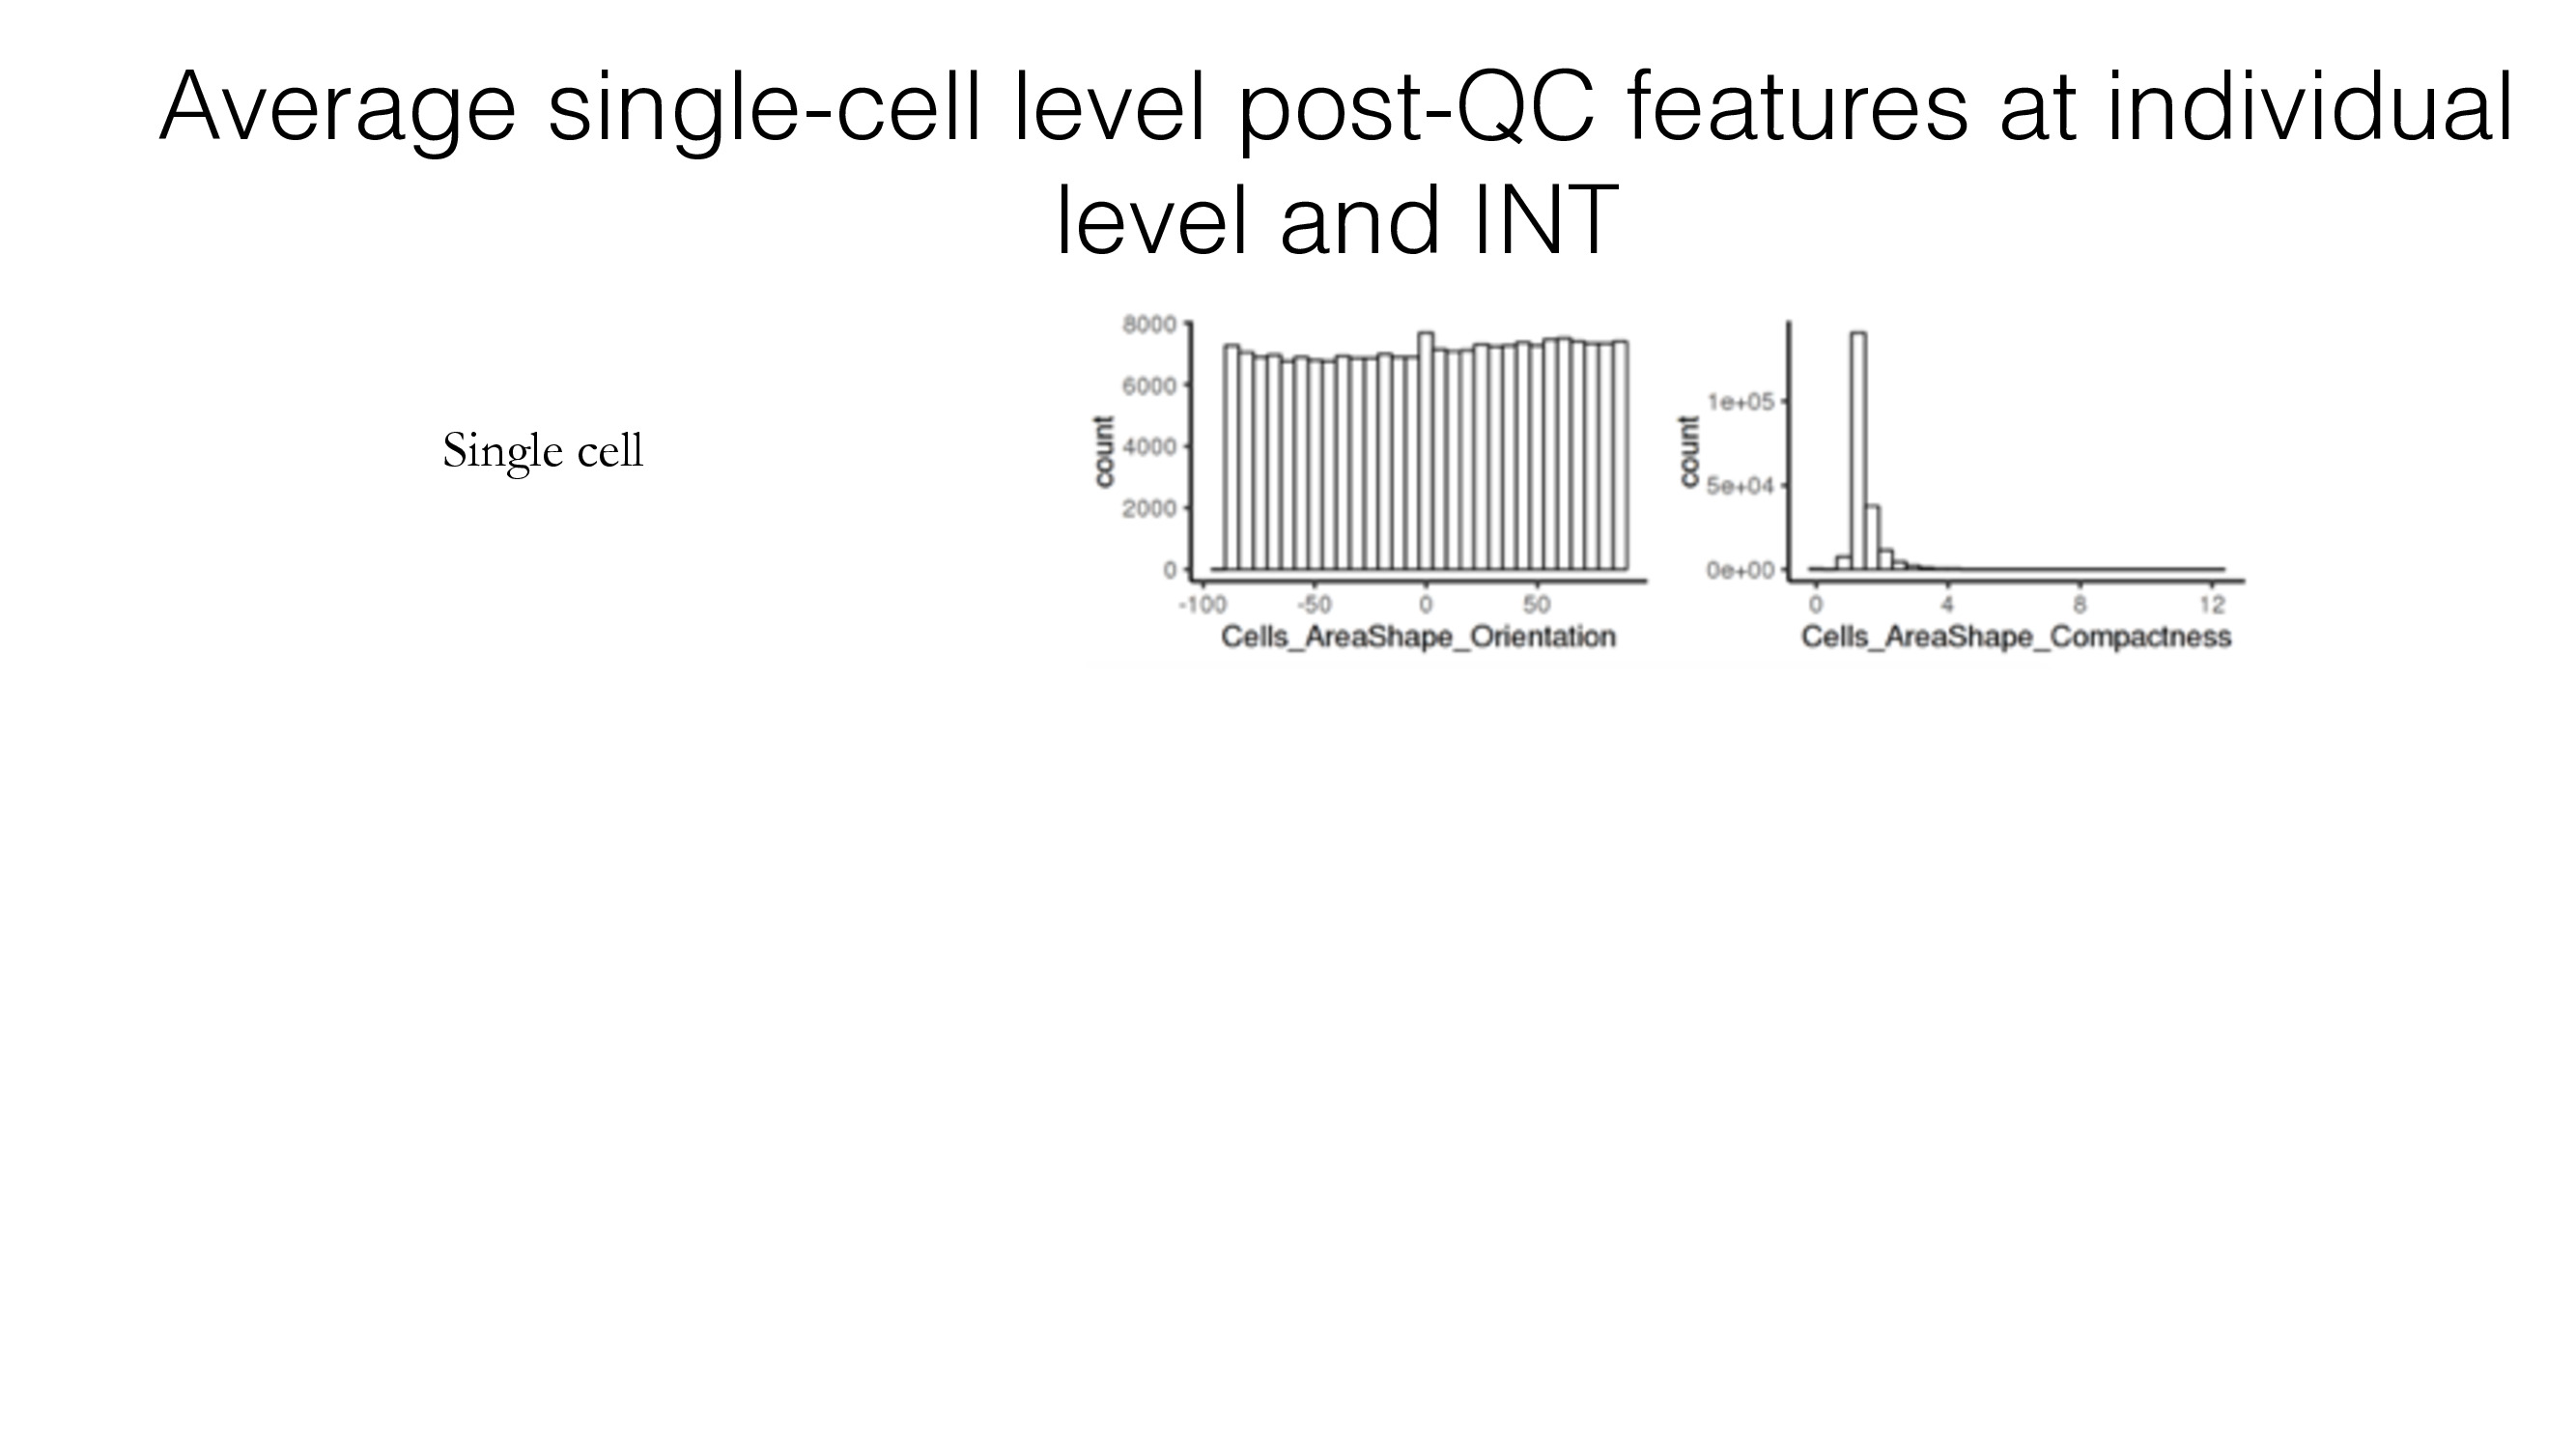 Average single-cell level post-QC features at individual
level and INT
Single cell
8000
6000
4000
2000
0
count
-100 -50 0 50
Cells_AreaShape_Orientation
1e+05
5e+04
0e+00
count
0 4 8 12
Cells_AreaShape_Compactness